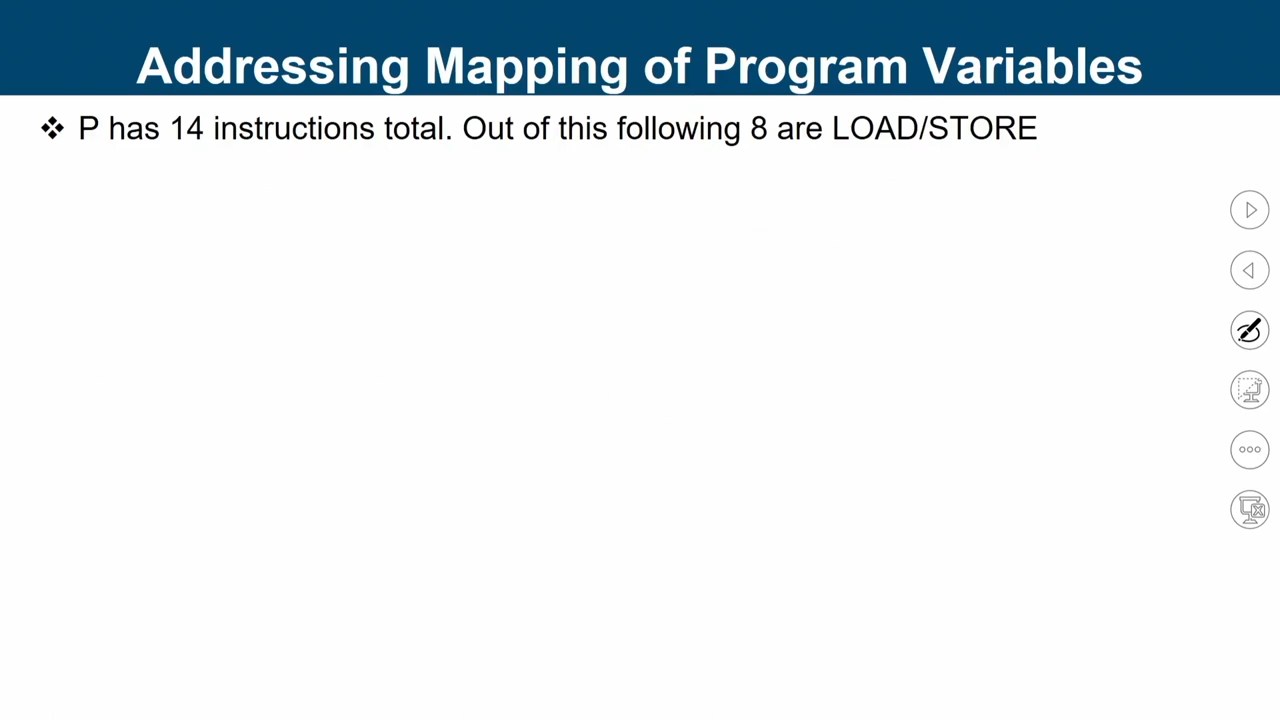 Addressing Mapping of Program Variables
❖ P has 14 instructions total. Out of this following 8 are LOAD/STORE